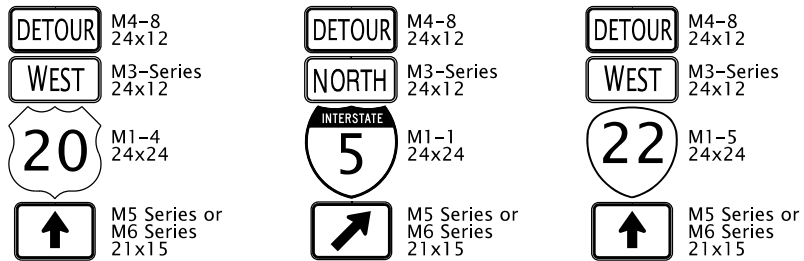 DETOUR
M4-8
24x12
WEST
M3-Series
24x12
20
M1-4
24x24
M5 Series or
M6 Series
21x15
DETOUR
M4-8
24x12
NORTH
M3-Series
24x12
INTERSTATE
5
M1-1
24x24
M5 Series or
M6 Series
21x15
DETOUR
M4-8
24x12
WEST
M3-Series
24x12
22
M1-5
24x24
M5 Series or
M6 Series
21x15